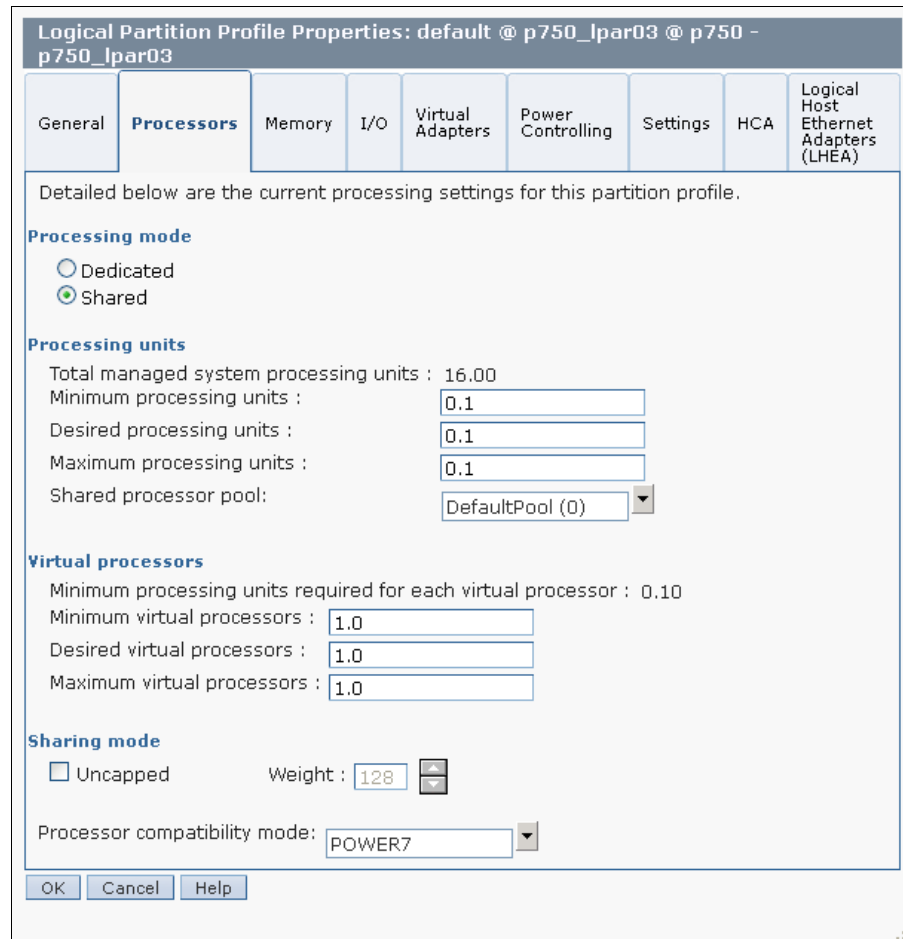 Logical Partition Profile Properties: default @ p750_lpar03 @ p750 -
p750_lpar03
General
Processors
Memory
I/O
Virtual
Adapters
Power
Controlling
Settings
HCA
Logical
Host
Ethernet
Adapters
(LHEA)
Detailed below are the current processing settings for this partition profile.
Processing mode
Dedicated
Shared
Processing units
Total managed system processing units : 16.00
Minimum processing units : 0.1
Desired processing units : 0.1
Maximum processing units : 0.1
Shared processor pool: DefaultPool (0)
Virtual processors
Minimum processing units required for each virtual processor : 0.10
Minimum virtual processors : 1.0
Desired virtual processors : 1.0
Maximum virtual processors : 1.0
Sharing mode
Uncapped Weight : 128
Processor compatibility mode: POWER7
OK Cancel Help